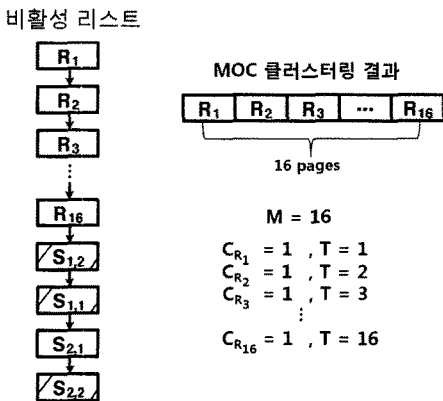 비활성 리스트
R1
R2
R3
⋮
R16
S1,2
S1,1
S2,1
S2,2
MOC 클러스터링 결과
R1 R2 R3 ··· R16
16 pages
M = 16
CR1 = 1 , T = 1
CR2 = 1 , T = 2
CR3 = 1 , T = 3
⋮
CR16 = 1 , T = 16